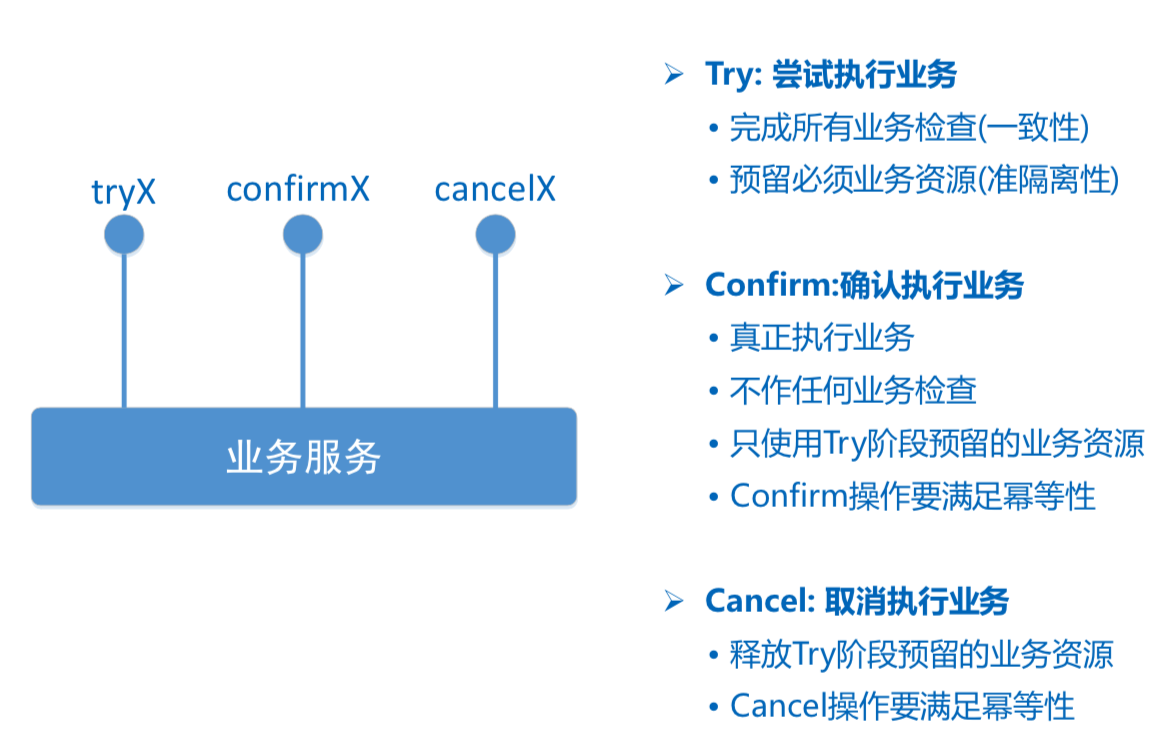 tryX
confirmX
cancelX
业务服务
➢ Try: 尝试执行业务
• 完成所有业务检查(一致性)
• 预留必须业务资源(准隔离性)
➢ Confirm:确认执行业务
• 真正执行业务
• 不作任何业务检查
• 只使用Try阶段预留的业务资源
• Confirm操作要满足幂等性
➢ Cancel: 取消执行业务
• 释放Try阶段预留的业务资源
• Cancel操作要满足幂等性